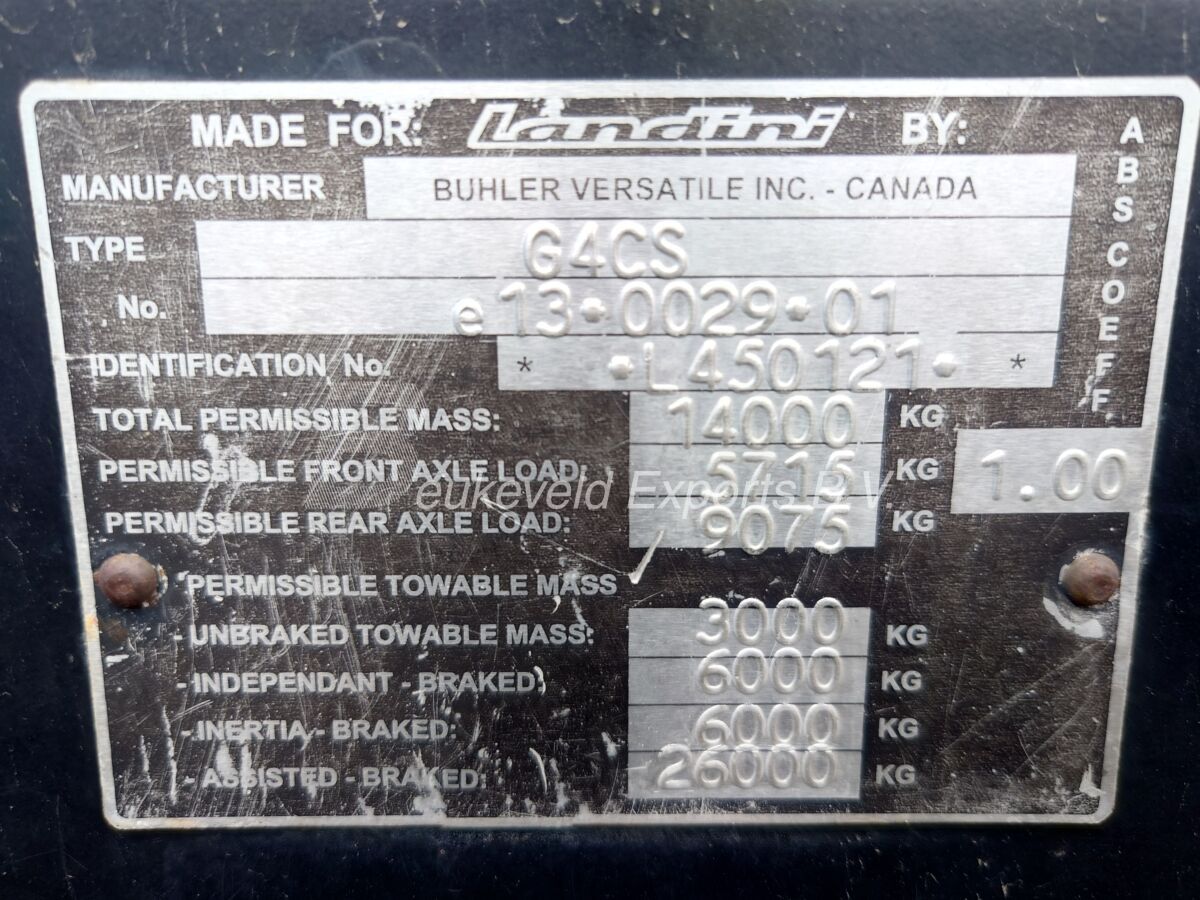 MADE FOR: Landini BY:
MANUFACTURER BUHLER VERSATILE INC. - CANADA
TYPE G4CS
No. e13*0029*01
IDENTIFICATION No. * •L450121• *
TOTAL PERMISSIBLE MASS: 14000 KG
PERMISSIBLE FRONT AXLE LOAD: 5715 KG
PERMISSIBLE REAR AXLE LOAD: 9075 KG
ABS COEFF.
1.00
PERMISSIBLE TOWABLE MASS
- UNBRAKED TOWABLE MASS: 3000 KG
- INDEPENDANT - BRAKED: 6000 KG
- INERTIA - BRAKED: 6000 KG
- ASSISTED - BRAKED: 26000 KG
eukeveld Exports B.V.